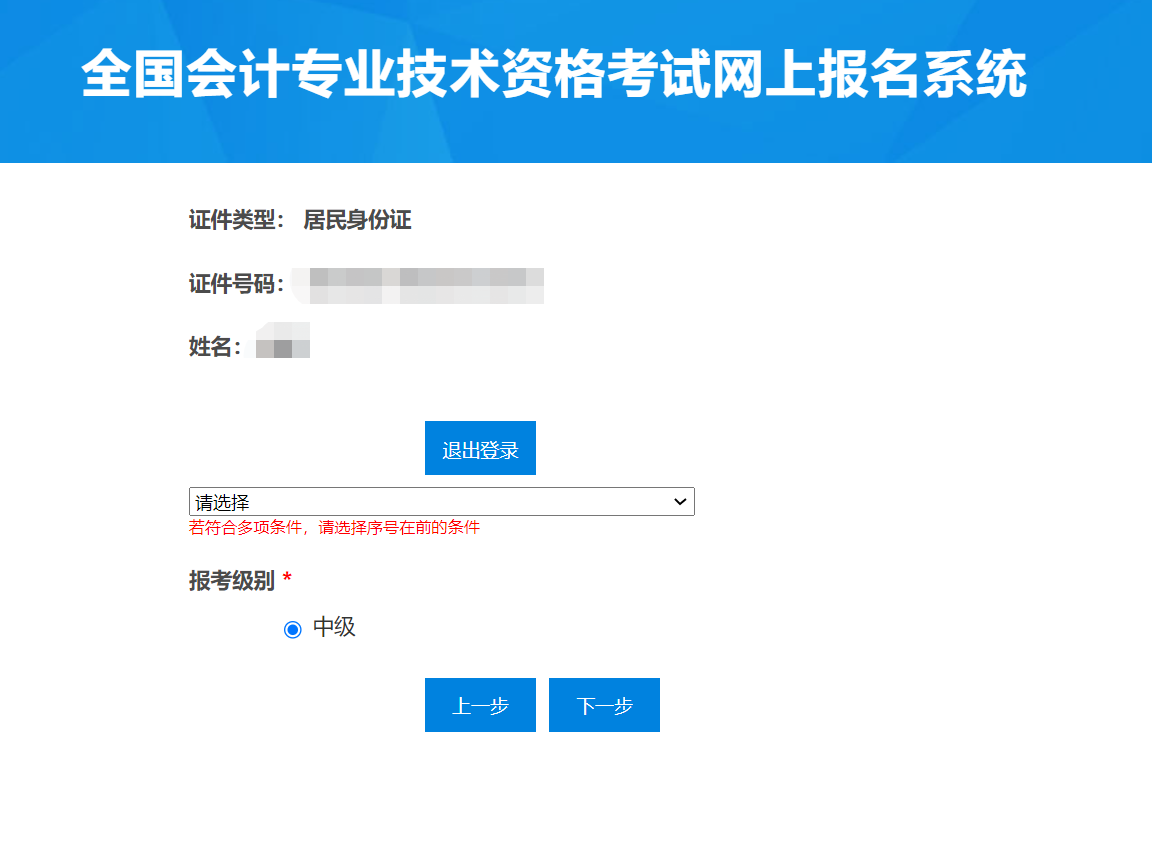 全国会计专业技术资格考试网上报名系统
证件类型： 居民身份证
证件号码：
姓名：
退出登录
请选择
若符合多项条件，请选择序号在前的条件
报考级别 *
中级
上一步 下一步